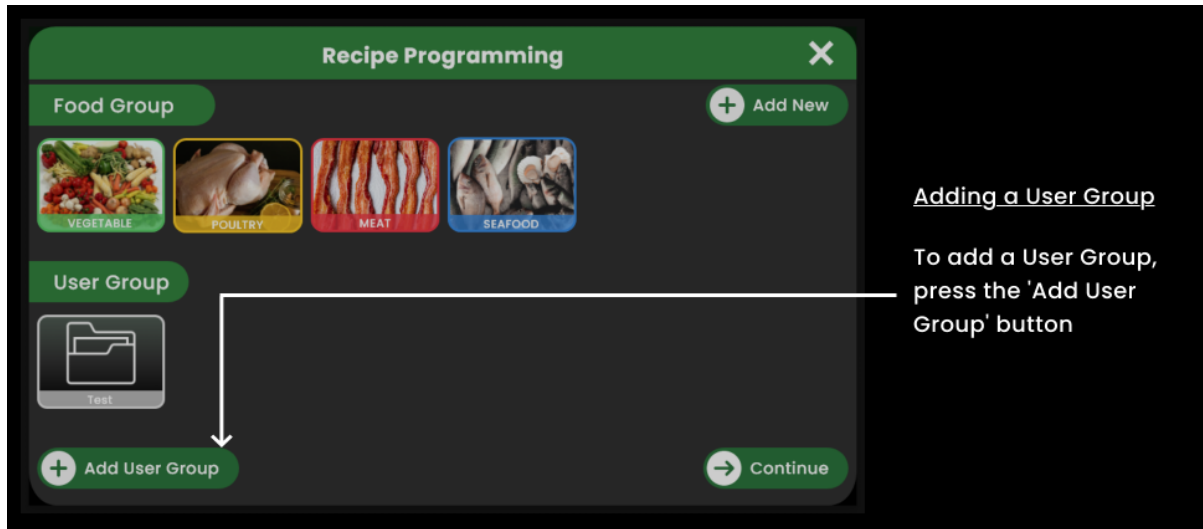 Recipe Programming
Food Group
Add New
VEGETABLE
POULTRY
MEAT
SEAFOOD
User Group
Test
Add User Group
Continue
Adding a User Group
To add a User Group,
press the 'Add User
Group' button